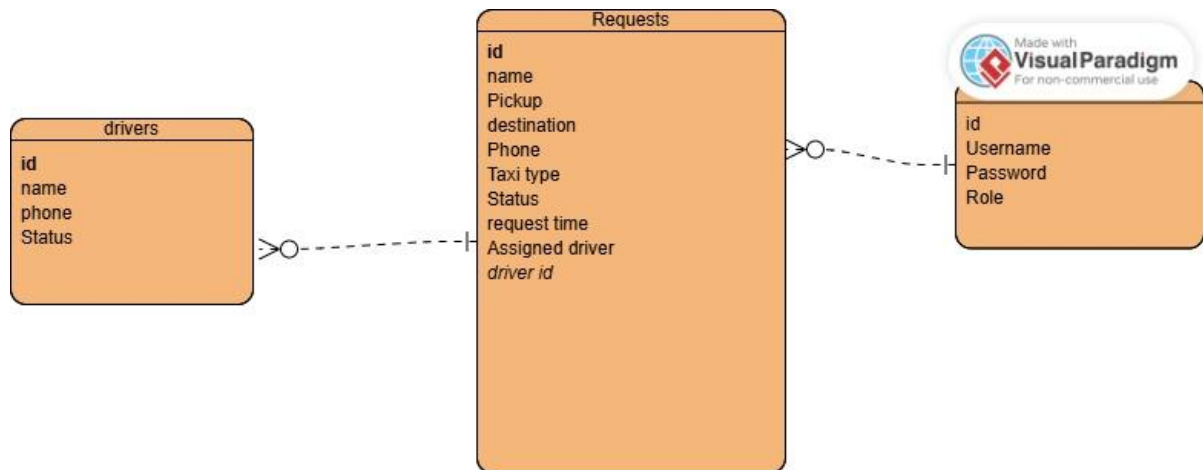 drivers
id
name
phone
Status
Requests
id
name
Pickup
destination
Phone
Taxi type
Status
request time
Assigned driver
driver id
Made with
Visual Paradigm
For non-commercial use
id
Username
Password
Role